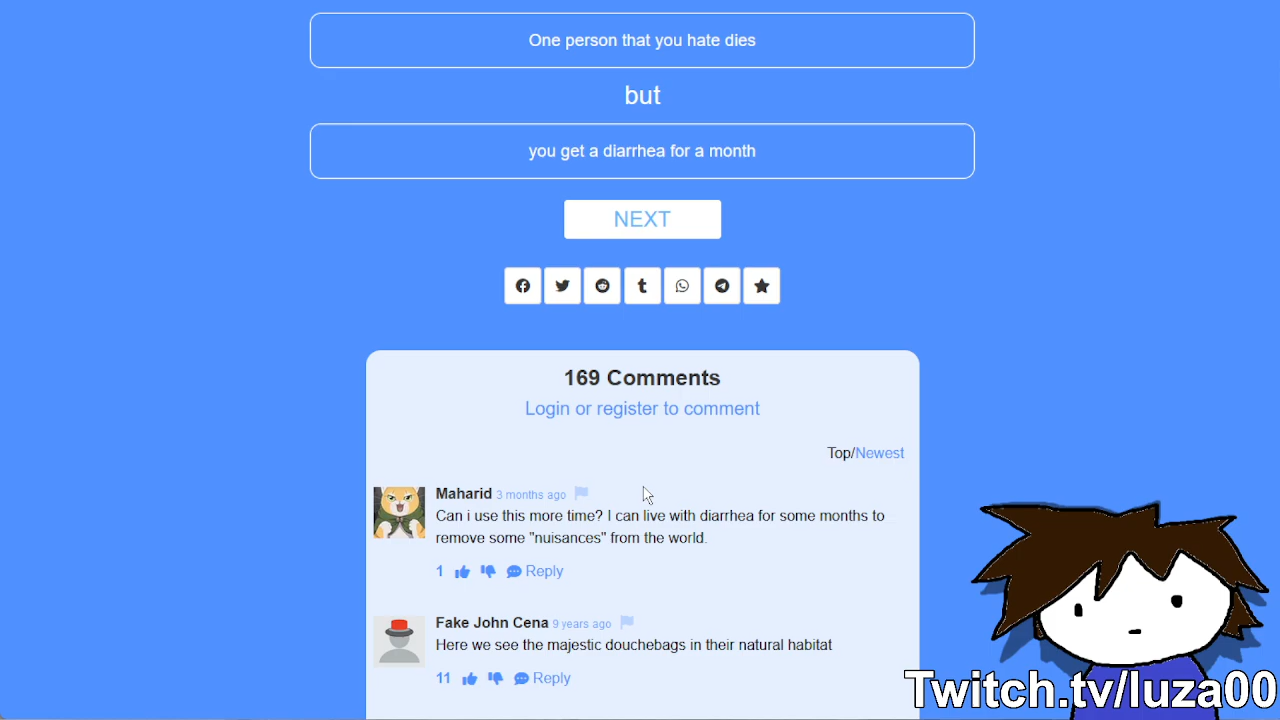 One person that you hate dies
but
you get a diarrhea for a month
NEXT
169 Comments
Login or register to comment
Top/Newest
Maharid 3 months ago
Can i use this more time? I can live with diarrhea for some months to
remove some "nuisances" from the world.
1 Reply
Fake John Cena 9 years ago
Here we see the majestic douchebags in their natural habitat
11 Reply
Twitch.tv/luza00